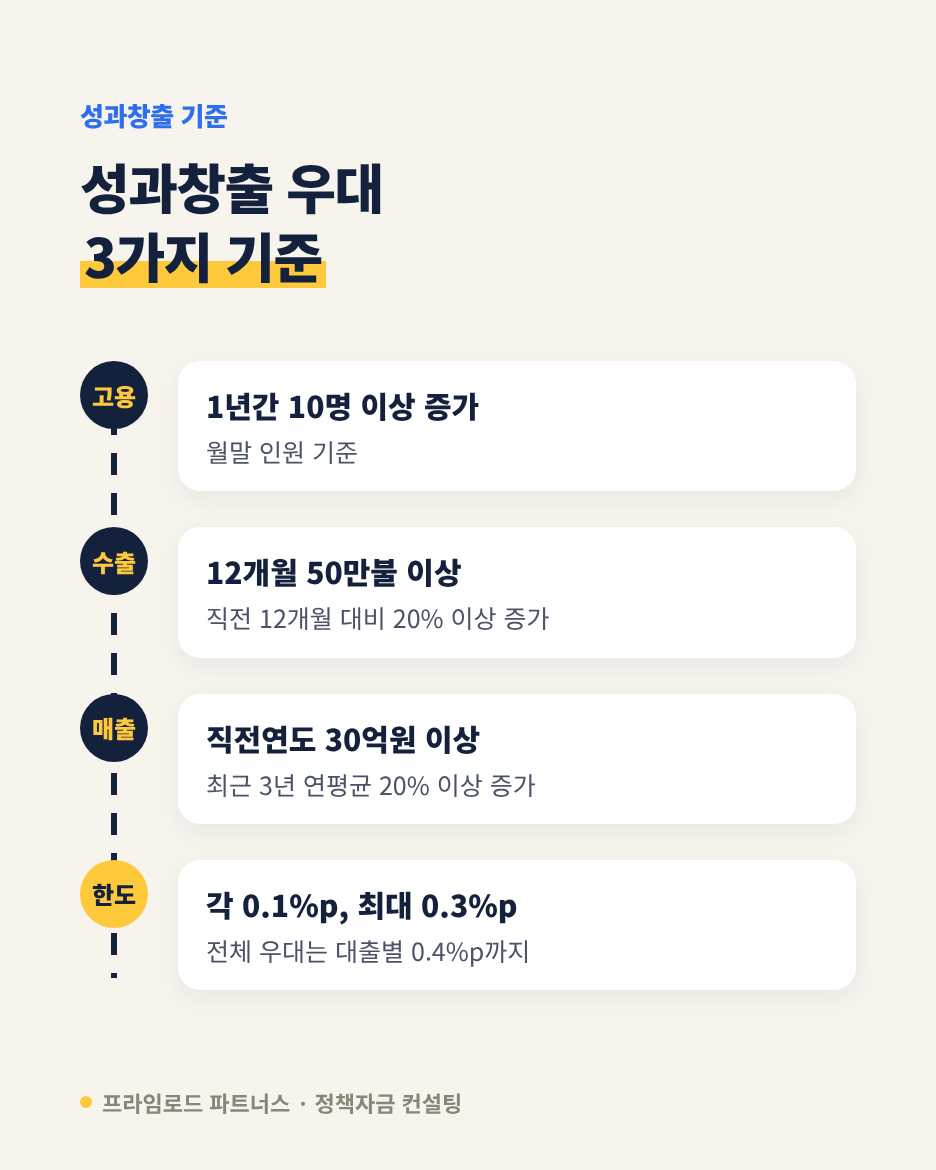 성과창출 기준
성과창출 우대
3가지 기준
고용
1년간 10명 이상 증가
월말 인원 기준
수출
12개월 50만불 이상
직전 12개월 대비 20% 이상 증가
매출
직전연도 30억원 이상
최근 3년 연평균 20% 이상 증가
한도
각 0.1%p, 최대 0.3%p
전체 우대는 대출별 0.4%p까지
프라임로드 파트너스 · 정책자금 컨설팅